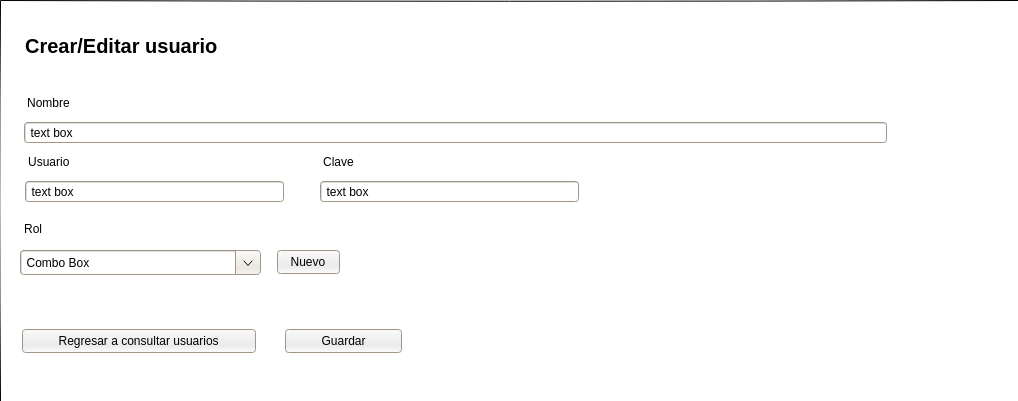 Crear/Editar usuario
Nombre
text box
Usuario Clave
text box text box
Rol
Combo Box Nuevo
Regresar a consultar usuarios Guardar